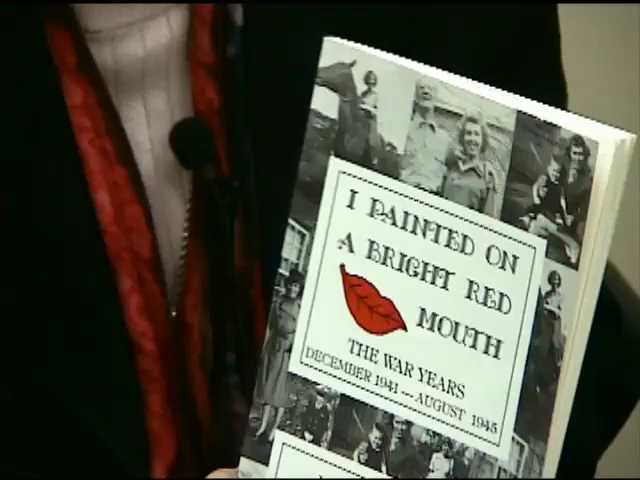 I PAINTED ON
A BRIGHT RED
MOUTH
THE WAR YEARS
DECEMBER 1941 — AUGUST 1945